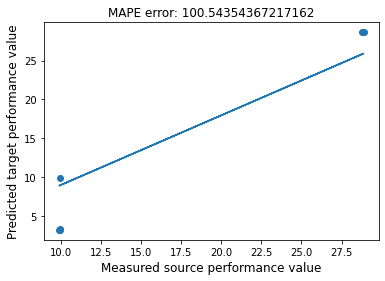 MAPE error: 100.54354367217162
Predicted target performance value
25
20
15
10
5
10.0 12.5 15.0 17.5 20.0 22.5 25.0 27.5
Measured source performance value